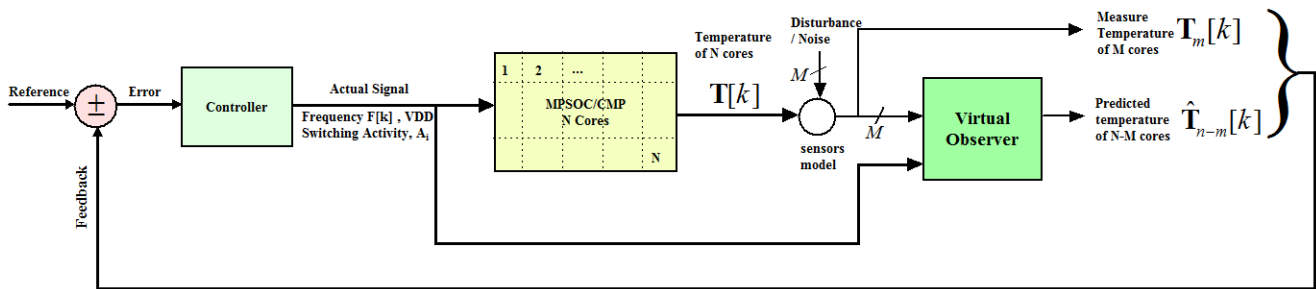 Reference
±
Error
Feedback
Controller
Actual Signal
Frequency F[k] , VDD
Switching Activity, Ai
1 2 ...
MPSOC/CMP
N Cores
N
Temperature
of N cores
T[k]
Disturbance
/ Noise
M
sensors
model
M
Virtual
Observer
Measure
Temperature
of M cores
Tm[k]
Predicted
temperature
of N-M cores
T̂n−m[k]